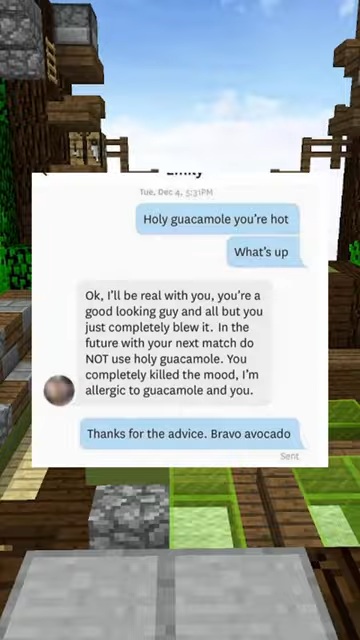 Tue, Dec 4, 5:31PM
Holy guacamole you're hot
What's up
Ok, I'll be real with you, you're a
good looking guy and all but you
just completely blew it. In the
future with your next match do
NOT use holy guacamole. You
completely killed the mood, I'm
allergic to guacamole and you.
Thanks for the advice. Bravo avocado
Sent